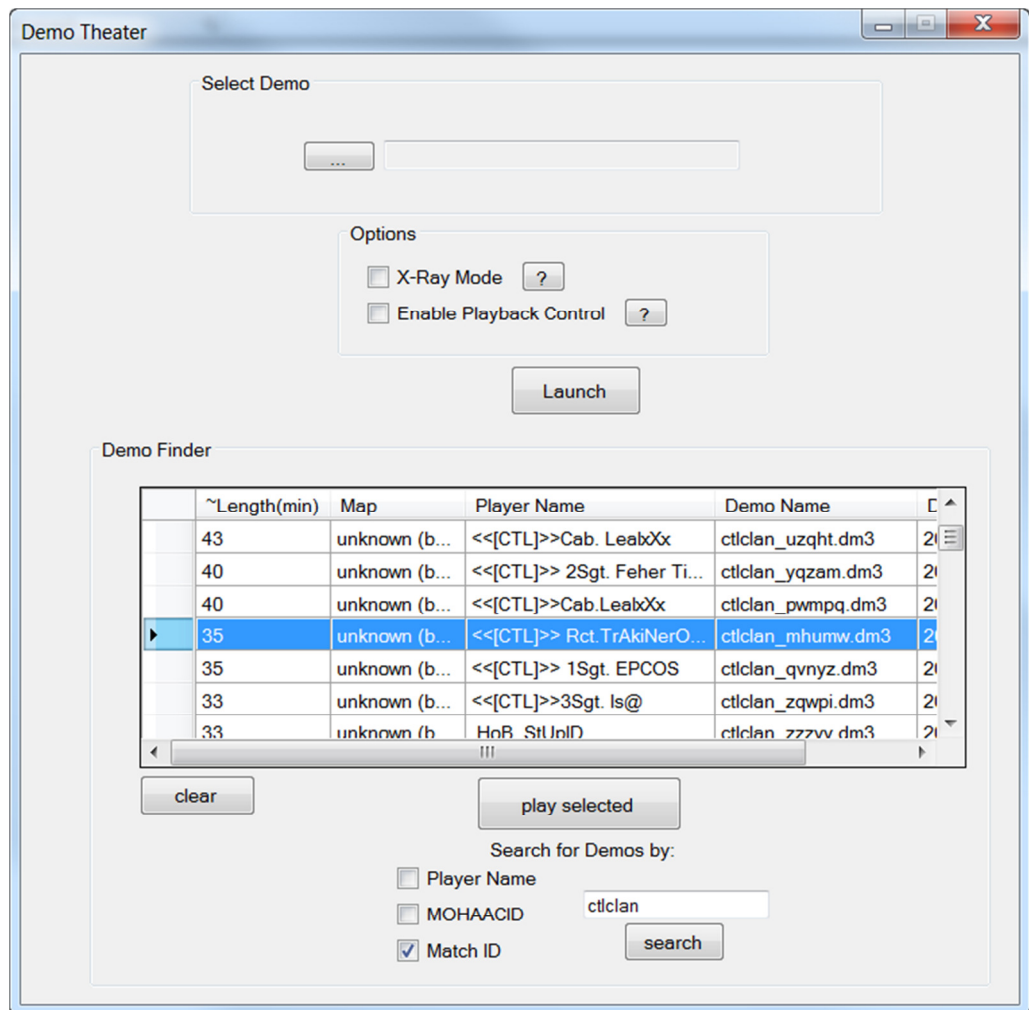 Demo Theater
Select Demo
...
Options
X-Ray Mode ?
Enable Playback Control ?
Launch
Demo Finder
~Length(min) Map Player Name Demo Name
43 unknown (b... <<[CTL]>>Cab. LealxXx ctlclan_uzqht.dm3
40 unknown (b... <<[CTL]>> 2Sgt. Feher Ti... ctlclan_yqzam.dm3
40 unknown (b... <<[CTL]>>Cab.LealxXx ctlclan_pwmpq.dm3
35 unknown (b... <<[CTL]>> Rct.TrAkiNerO... ctlclan_mhumw.dm3
35 unknown (b... <<[CTL]>> 1Sgt. EPCOS ctlclan_qvnyz.dm3
33 unknown (b... <<[CTL]>>3Sgt. Is@ ctlclan_zqwpi.dm3
33 unknown (b
clear
play selected
Search for Demos by:
Player Name
MOHAACID
ctlclan
Match ID
search